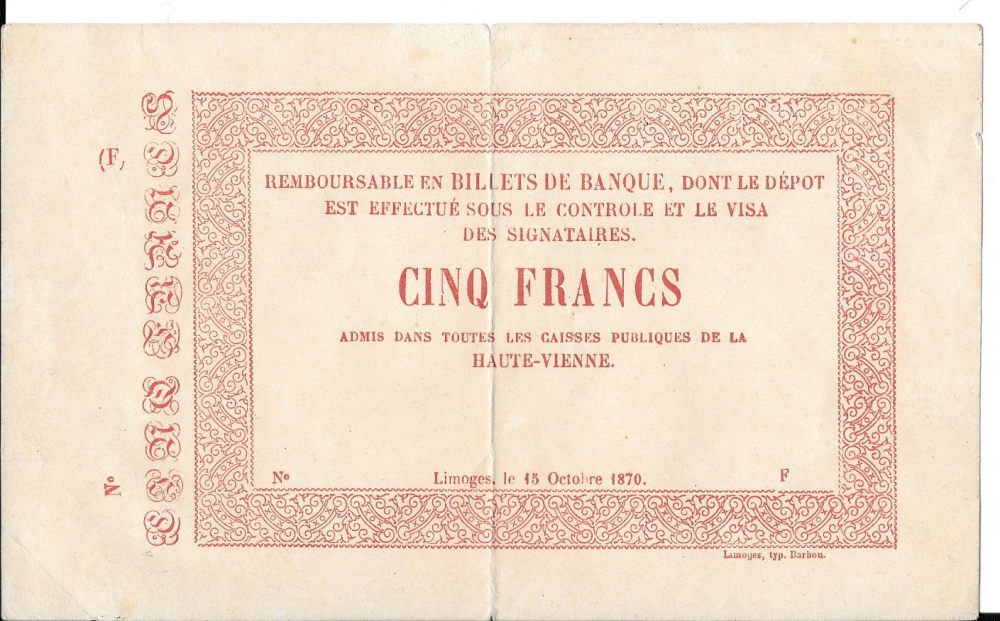 (F)
REMBOURSABLE EN BILLETS DE BANQUE, DONT LE DÉPOT
EST EFFECTUÉ SOUS LE CONTROLE ET LE VISA
DES SIGNATAIRES.
CINQ FRANCS
ADMIS DANS TOUTES LES CAISSES PUBLIQUES DE LA
HAUTE-VIENNE.
Nº
Limoges, le 15 Octobre 1870.
F
Nº
Limoges, typ. Barbou.